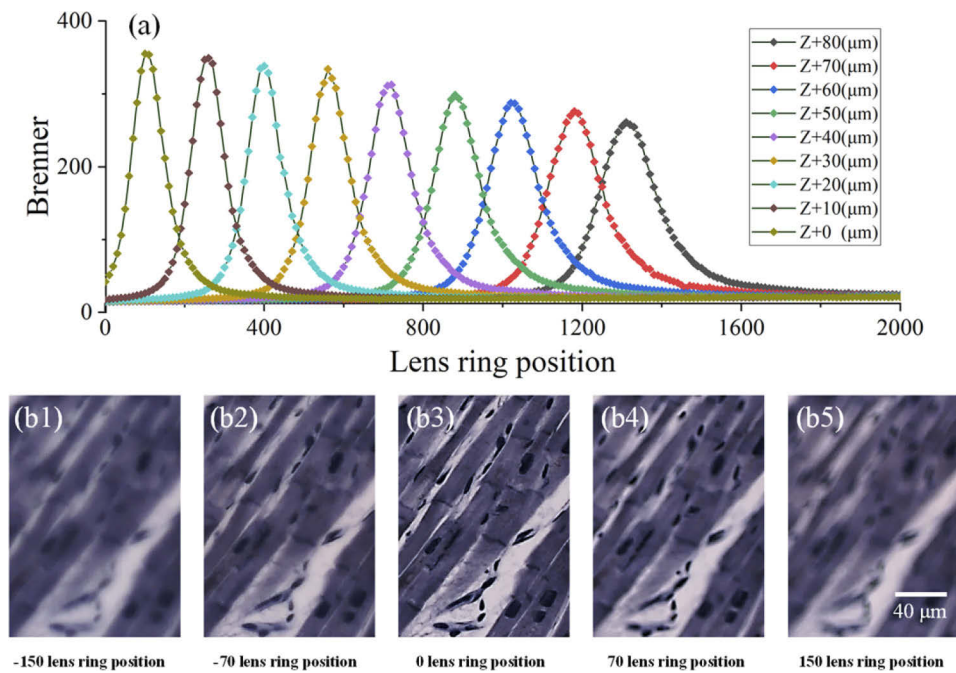 (a)
400
200
0
Brenner
0
400
800
1200
1600
2000
Lens ring position
Z+80(μm)
Z+70(μm)
Z+60(μm)
Z+50(μm)
Z+40(μm)
Z+30(μm)
Z+20(μm)
Z+10(μm)
Z+0 (μm)
(b1)
(b2)
(b3)
(b4)
(b5)
40 μm
-150 lens ring position
-70 lens ring position
0 lens ring position
70 lens ring position
150 lens ring position